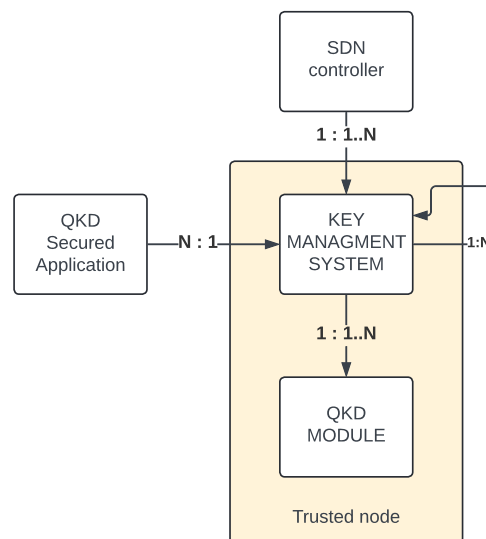 SDN
controller
1 : 1..N
QKD
Secured
Application
N : 1
KEY
MANAGMENT
SYSTEM
1:N
1 : 1..N
QKD
MODULE
Trusted node